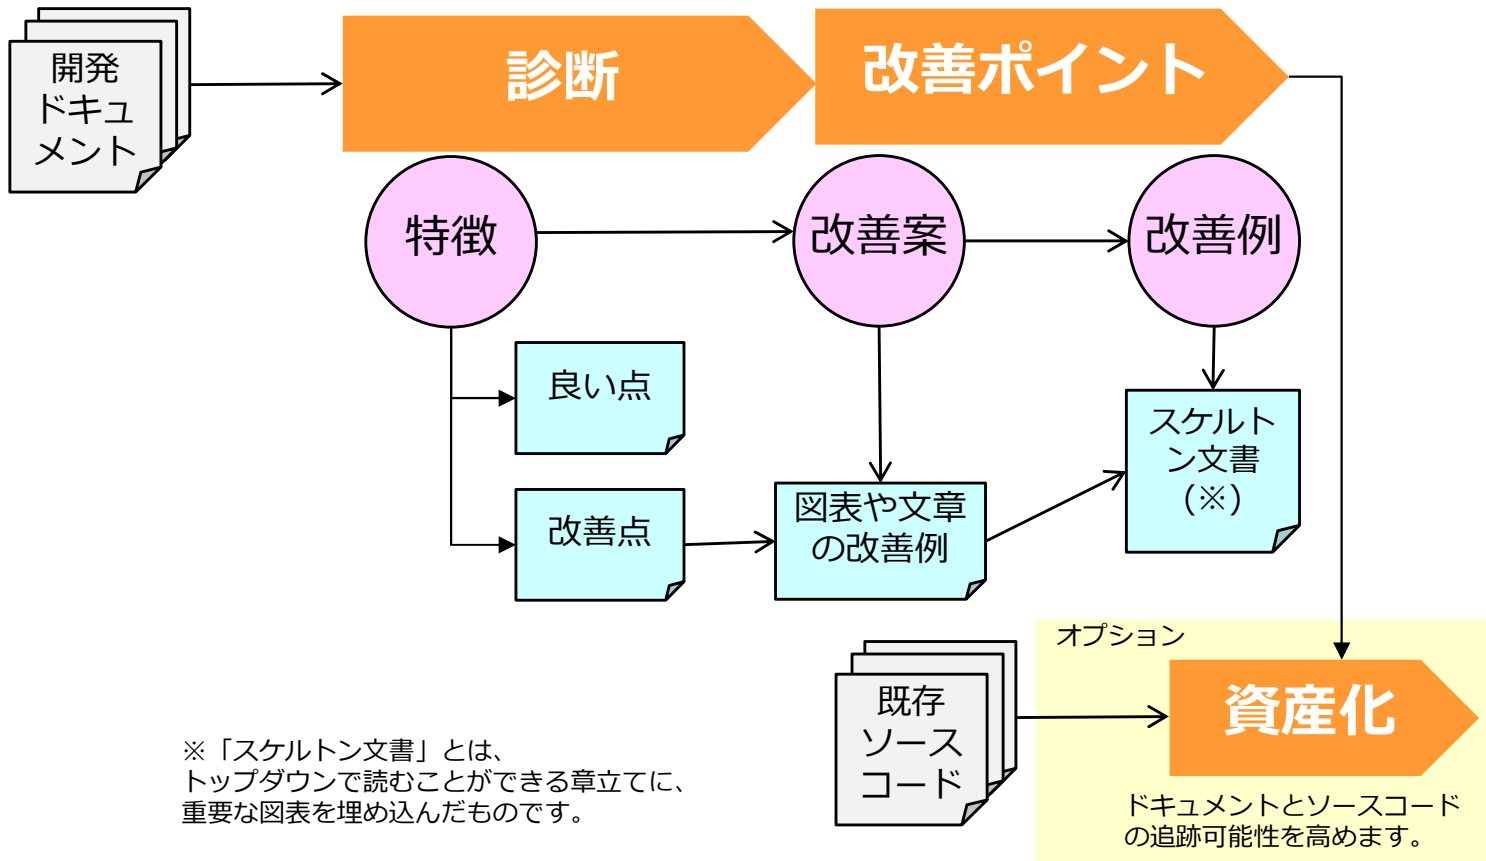 開発
ドキュ
メント
診断
改善ポイント
特徴
改善案
改善例
良い点
改善点
図表や文章
の改善例
スケルト
ン文書
（※）
オプション
既存
ソース
コード
資産化
ドキュメントとソースコード
の追跡可能性を高めます。
※「スケルトン文書」とは、
トップダウンで読むことができる章立てに、
重要な図表を埋め込んだものです。